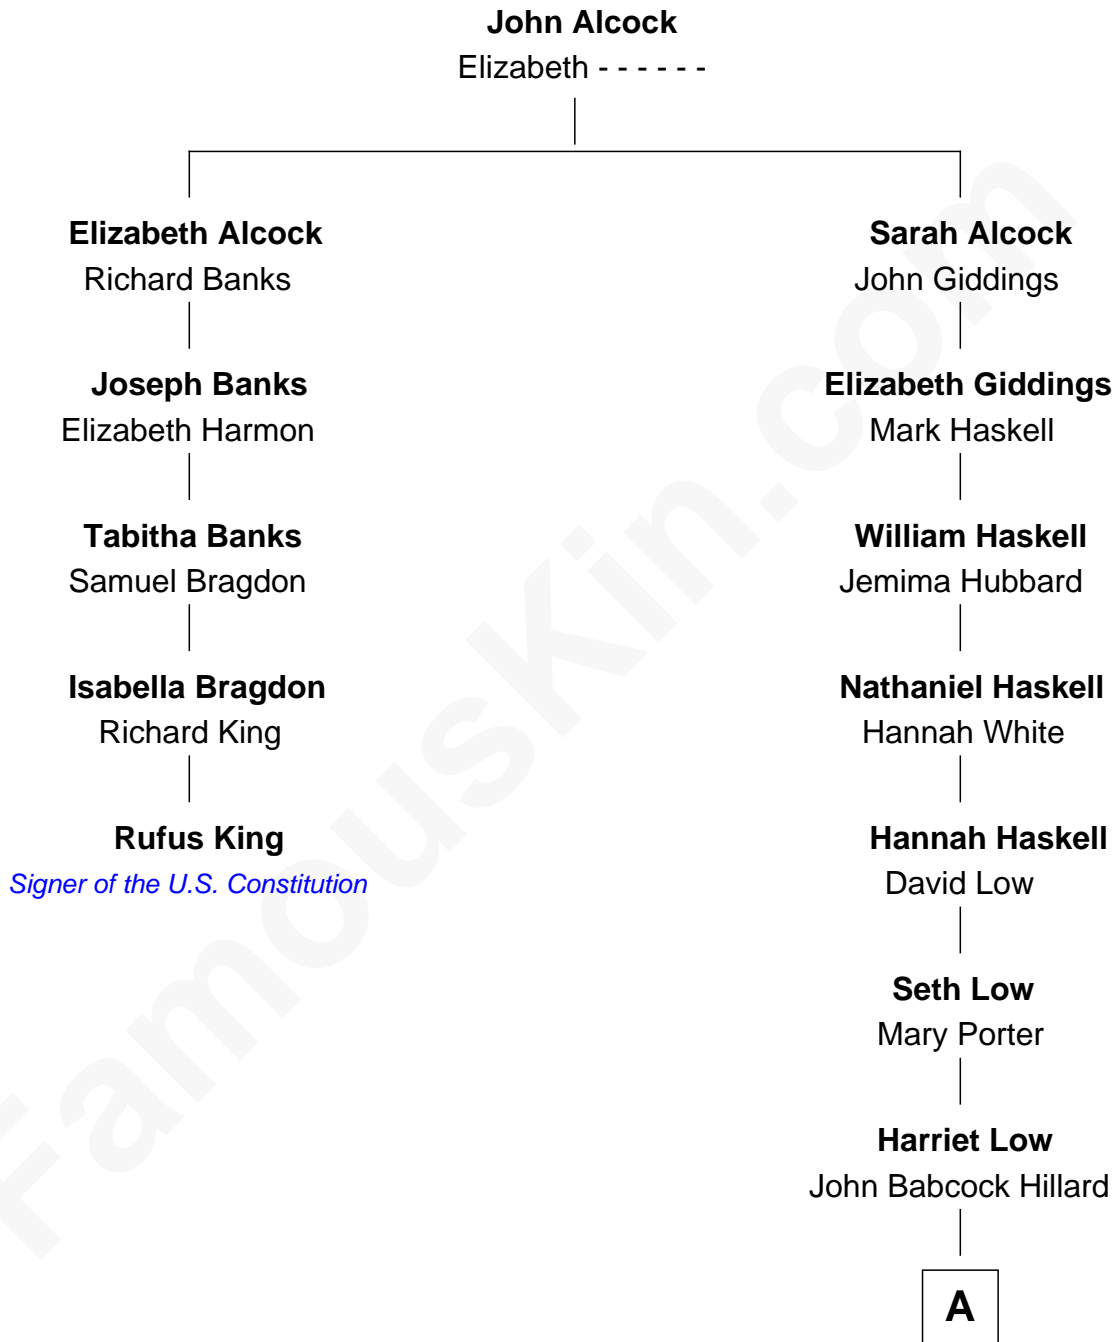 John Alcock
Elizabeth - - - - - -
Elizabeth Alcock
Richard Banks
Sarah Alcock
John Giddings
Joseph Banks
Elizabeth Harmon
Elizabeth Giddings
Mark Haskell
Tabitha Banks
Samuel Bragdon
William Haskell
Jemima Hubbard
Isabella Bragdon
Richard King
Nathaniel Haskell
Hannah White
Rufus King
Signer of the U.S. Constitution
Hannah Haskell
David Low
Seth Low
Mary Porter
Harriet Low
John Babcock Hillard
A
FamousKin.com